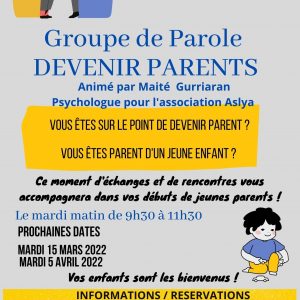 Groupe de Parole
DEVENIR PARENTS
Animé par Maité Gurriaran
Psychologue pour l'association Aslya
VOUS ÊTES SUR LE POINT DE DEVENIR PARENT ?
VOUS ÊTES PARENT D'UN JEUNE ENFANT ?
Ce moment d'échanges et de rencontres vous
accompagnera dans vos débuts de jeunes parents !
Le mardi matin de 9h30 à 11h30
PROCHAINES DATES
MARDI 15 MARS 2022
MARDI 5 AVRIL 2022
Vos enfants sont les bienvenus !
INFORMATIONS / RESERVATIONS